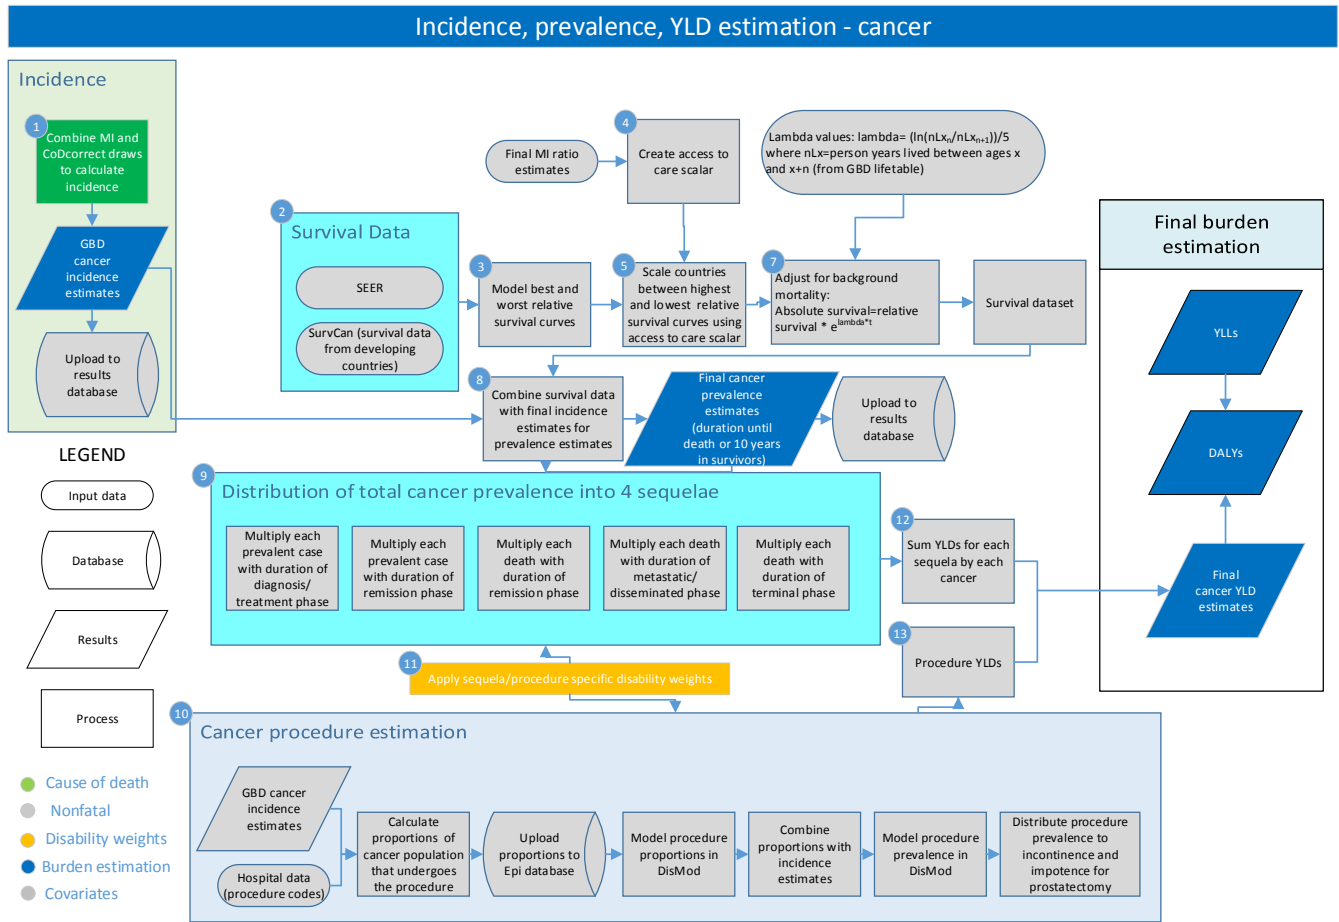 Incidence, prevalence, YLD estimation - cancer
Incidence
1
Combine MI and
CoDcorrect draws
to calculate
incidence
GBD
cancer
incidence
estimates
Upload to
results
database
2
Survival Data
SEER
SurvCan (survival data
from developing
countries)
3
Model best and
worst relative
survival curves
Final MI ratio
estimates
4
Create access to
care scalar
5
Scale countries
between highest
and lowest relative
survival curves using
access to care scalar
Lambda values: lambda= (ln(nLxn/nLxn+1))/5
where nLx=person years lived between ages x
and x+n (from GBD lifetable)
7
Adjust for background
mortality:
Absolute survival=relative
survival * e^lambda*t
Survival dataset
8
Combine survival data
with final incidence
estimates for
prevalence estimates
Final cancer
prevalence
estimates
(duration until
death or 10 years
in survivors)
Upload to
results
database
Final burden
estimation
YLLs
DALYs
Final
cancer YLD
estimates
LEGEND
Input data
Database
Results
Process
Cause of death
Nonfatal
Disability weights
Burden estimation
Covariates
9
Distribution of total cancer prevalence into 4 sequelae
Multiply each
prevalent case
with duration of
diagnosis/
treatment phase
Multiply each
prevalent case
with duration of
remission phase
Multiply each
death with
duration of
remission phase
Multiply each death
with duration of
metastatic/
disseminated phase
Multiply each
death with
duration of
terminal phase
12
Sum YLDs for each
sequela by each
cancer
13
Procedure YLDs
11
Apply sequela/procedure specific disability weights
10
Cancer procedure estimation
GBD cancer
incidence
estimates
Hospital data
(procedure codes)
Calculate
proportions of
cancer population
that undergoes the
procedure
Upload
proportions to
Epi database
Model procedure
proportions in
DisMod
Combine
proportions with
incidence
estimates
Model procedure
prevalence in
DisMod
Distribute procedure
prevalence to
incontinence and
impotence for
prostatectomy